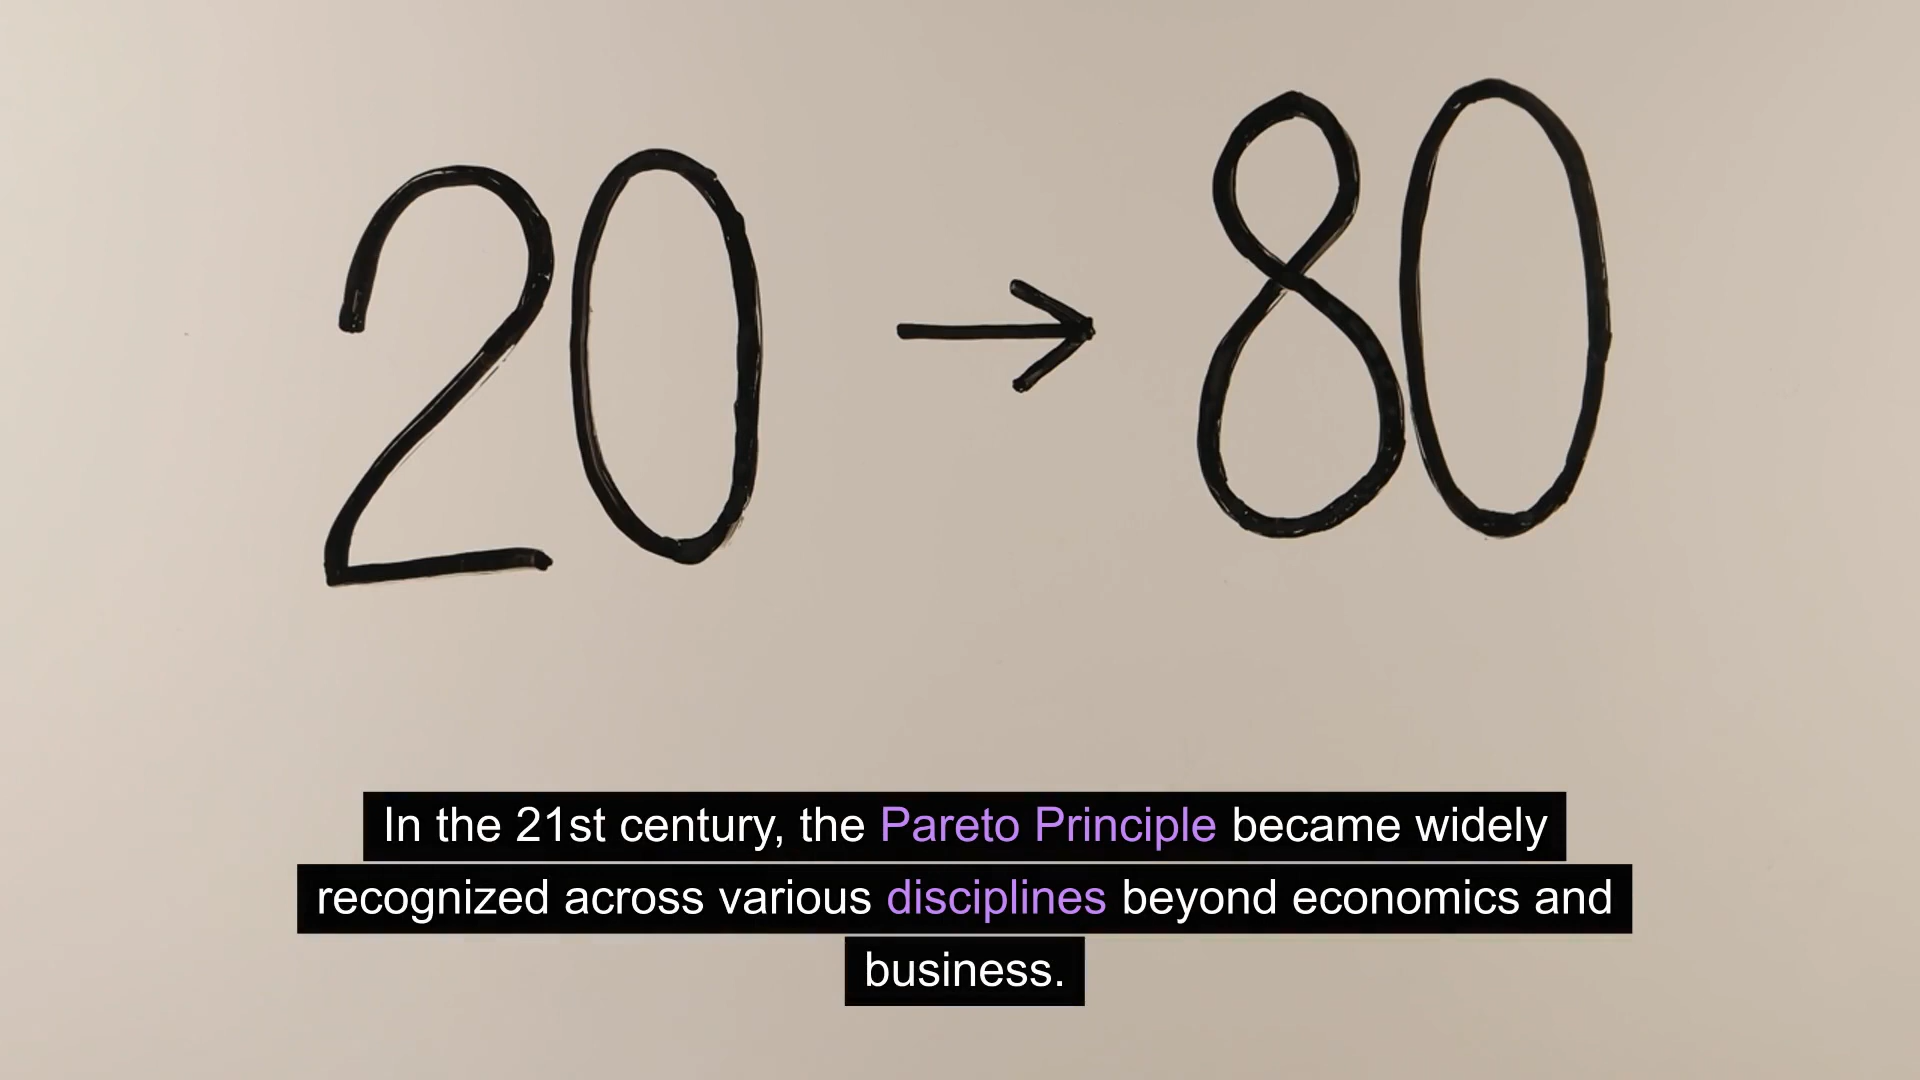 20 → 80
In the 21st century, the Pareto Principle became widely
recognized across various disciplines beyond economics and
business.